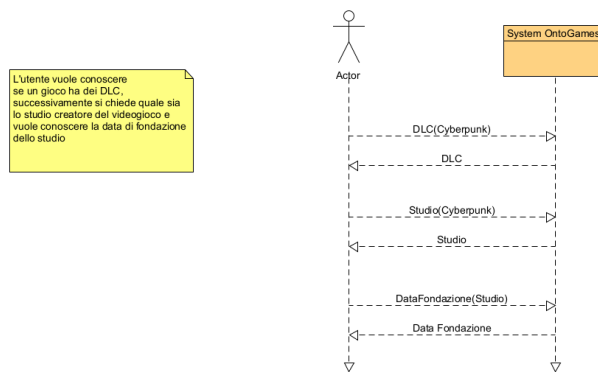 System OntoGames
Actor
L'utente vuole conoscere
se un gioco ha dei DLC,
successivamente si chiede quale sia
lo studio creatore del videogioco e
vuole conoscere la data di fondazione
dello studio
DLC(Cyberpunk)
DLC
Studio(Cyberpunk)
Studio
DataFondazione(Studio)
Data Fondazione